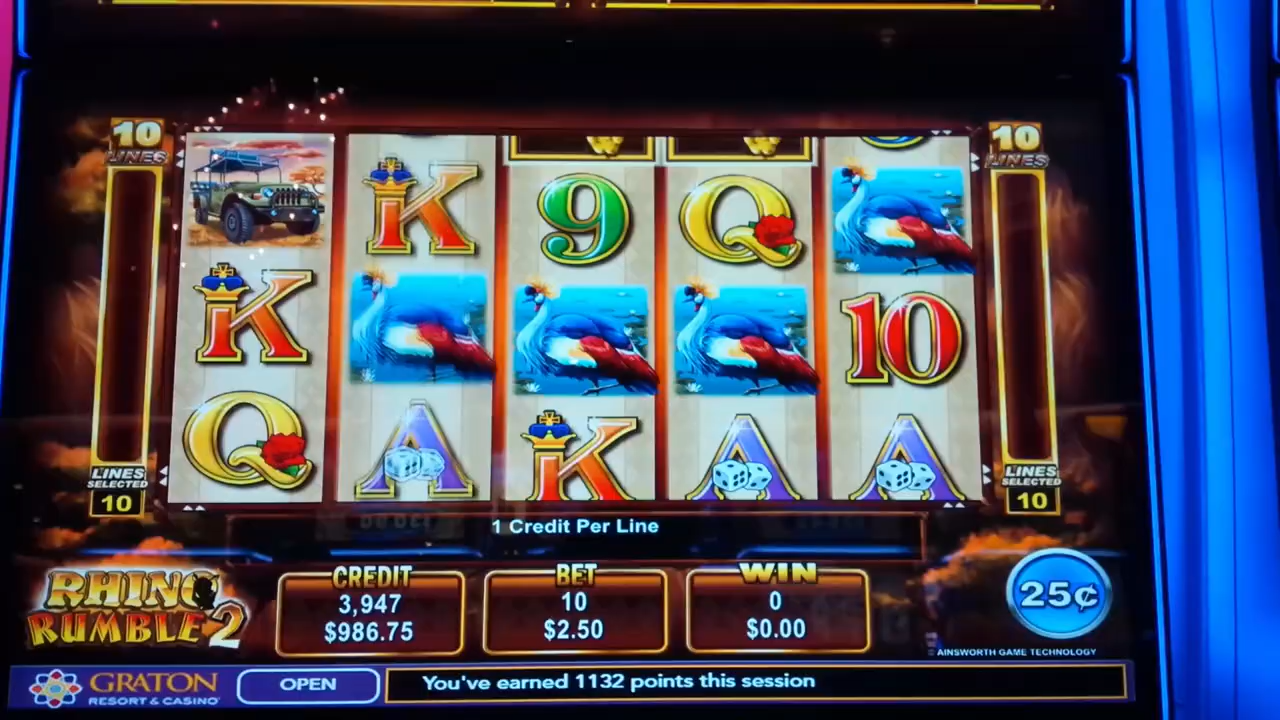 10
LINES
10
LINES
K
9
Q
K
10
Q
A
K
A
A
LINES
SELECTED
10
LINES
SELECTED
10
1 Credit Per Line
RHINO
RUMBLE 2
CREDIT
3,947
$986.75
BET
10
$2.50
WIN
0
$0.00
25¢
AINSWORTH GAME TECHNOLOGY
GRATON
RESORT & CASINO
OPEN
You've earned 1132 points this session